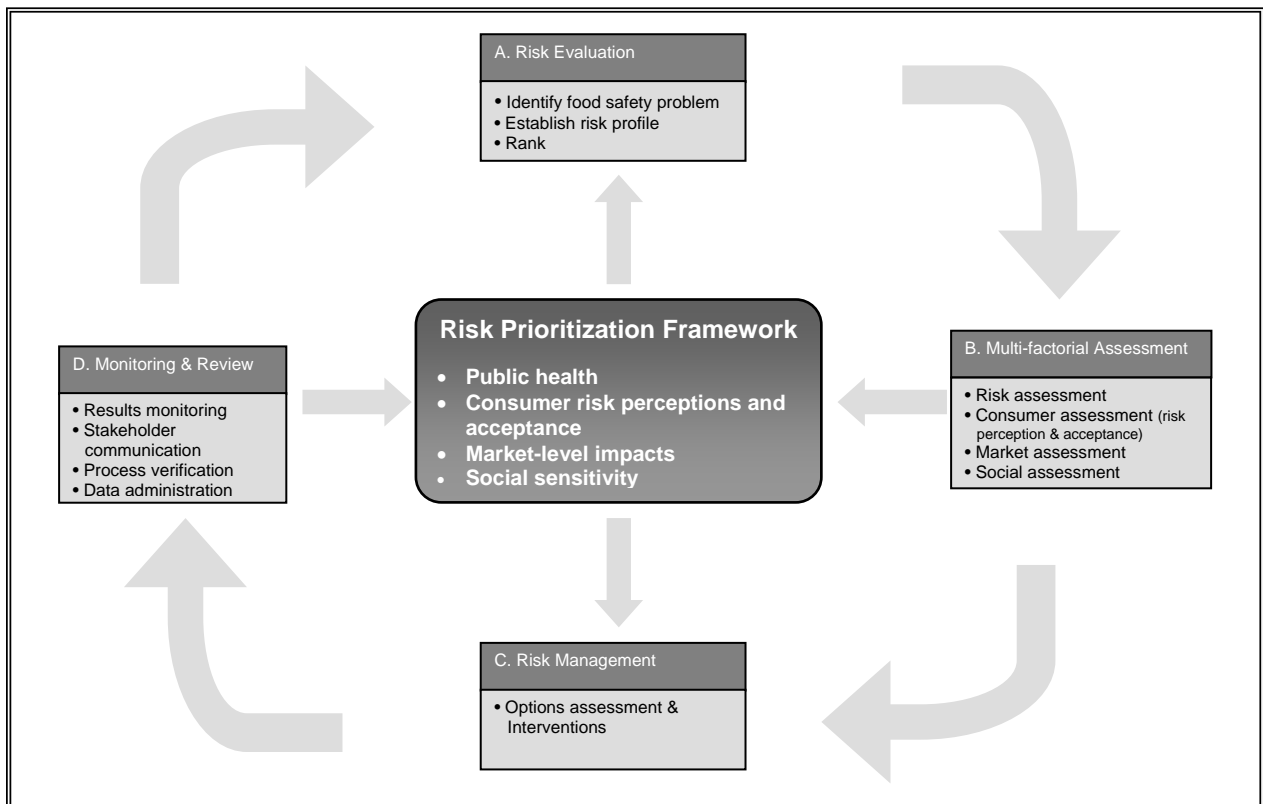 A. Risk Evaluation
• Identify food safety problem
• Establish risk profile
• Rank
Risk Prioritization Framework
• Public health
• Consumer risk perceptions and
acceptance
• Market-level impacts
• Social sensitivity
B. Multi-factorial Assessment
• Risk assessment
• Consumer assessment (risk
perception & acceptance)
• Market assessment
• Social assessment
D. Monitoring & Review
• Results monitoring
• Stakeholder
communication
• Process verification
• Data administration
C. Risk Management
• Options assessment &
Interventions